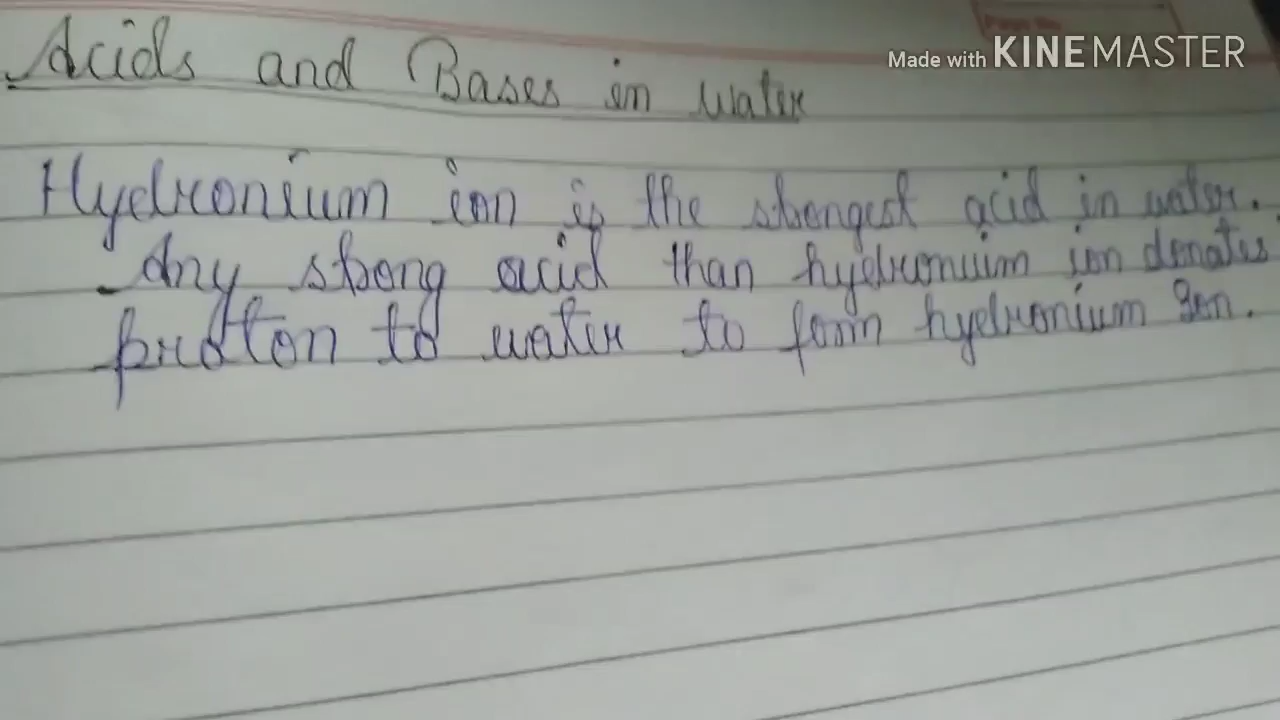 Acids and Bases in water
Made with KINEMASTER
Hydronium ion is the strongest acid in water.
Any strong acid than hydronium ion donates
proton to water to form hydronium Ion.